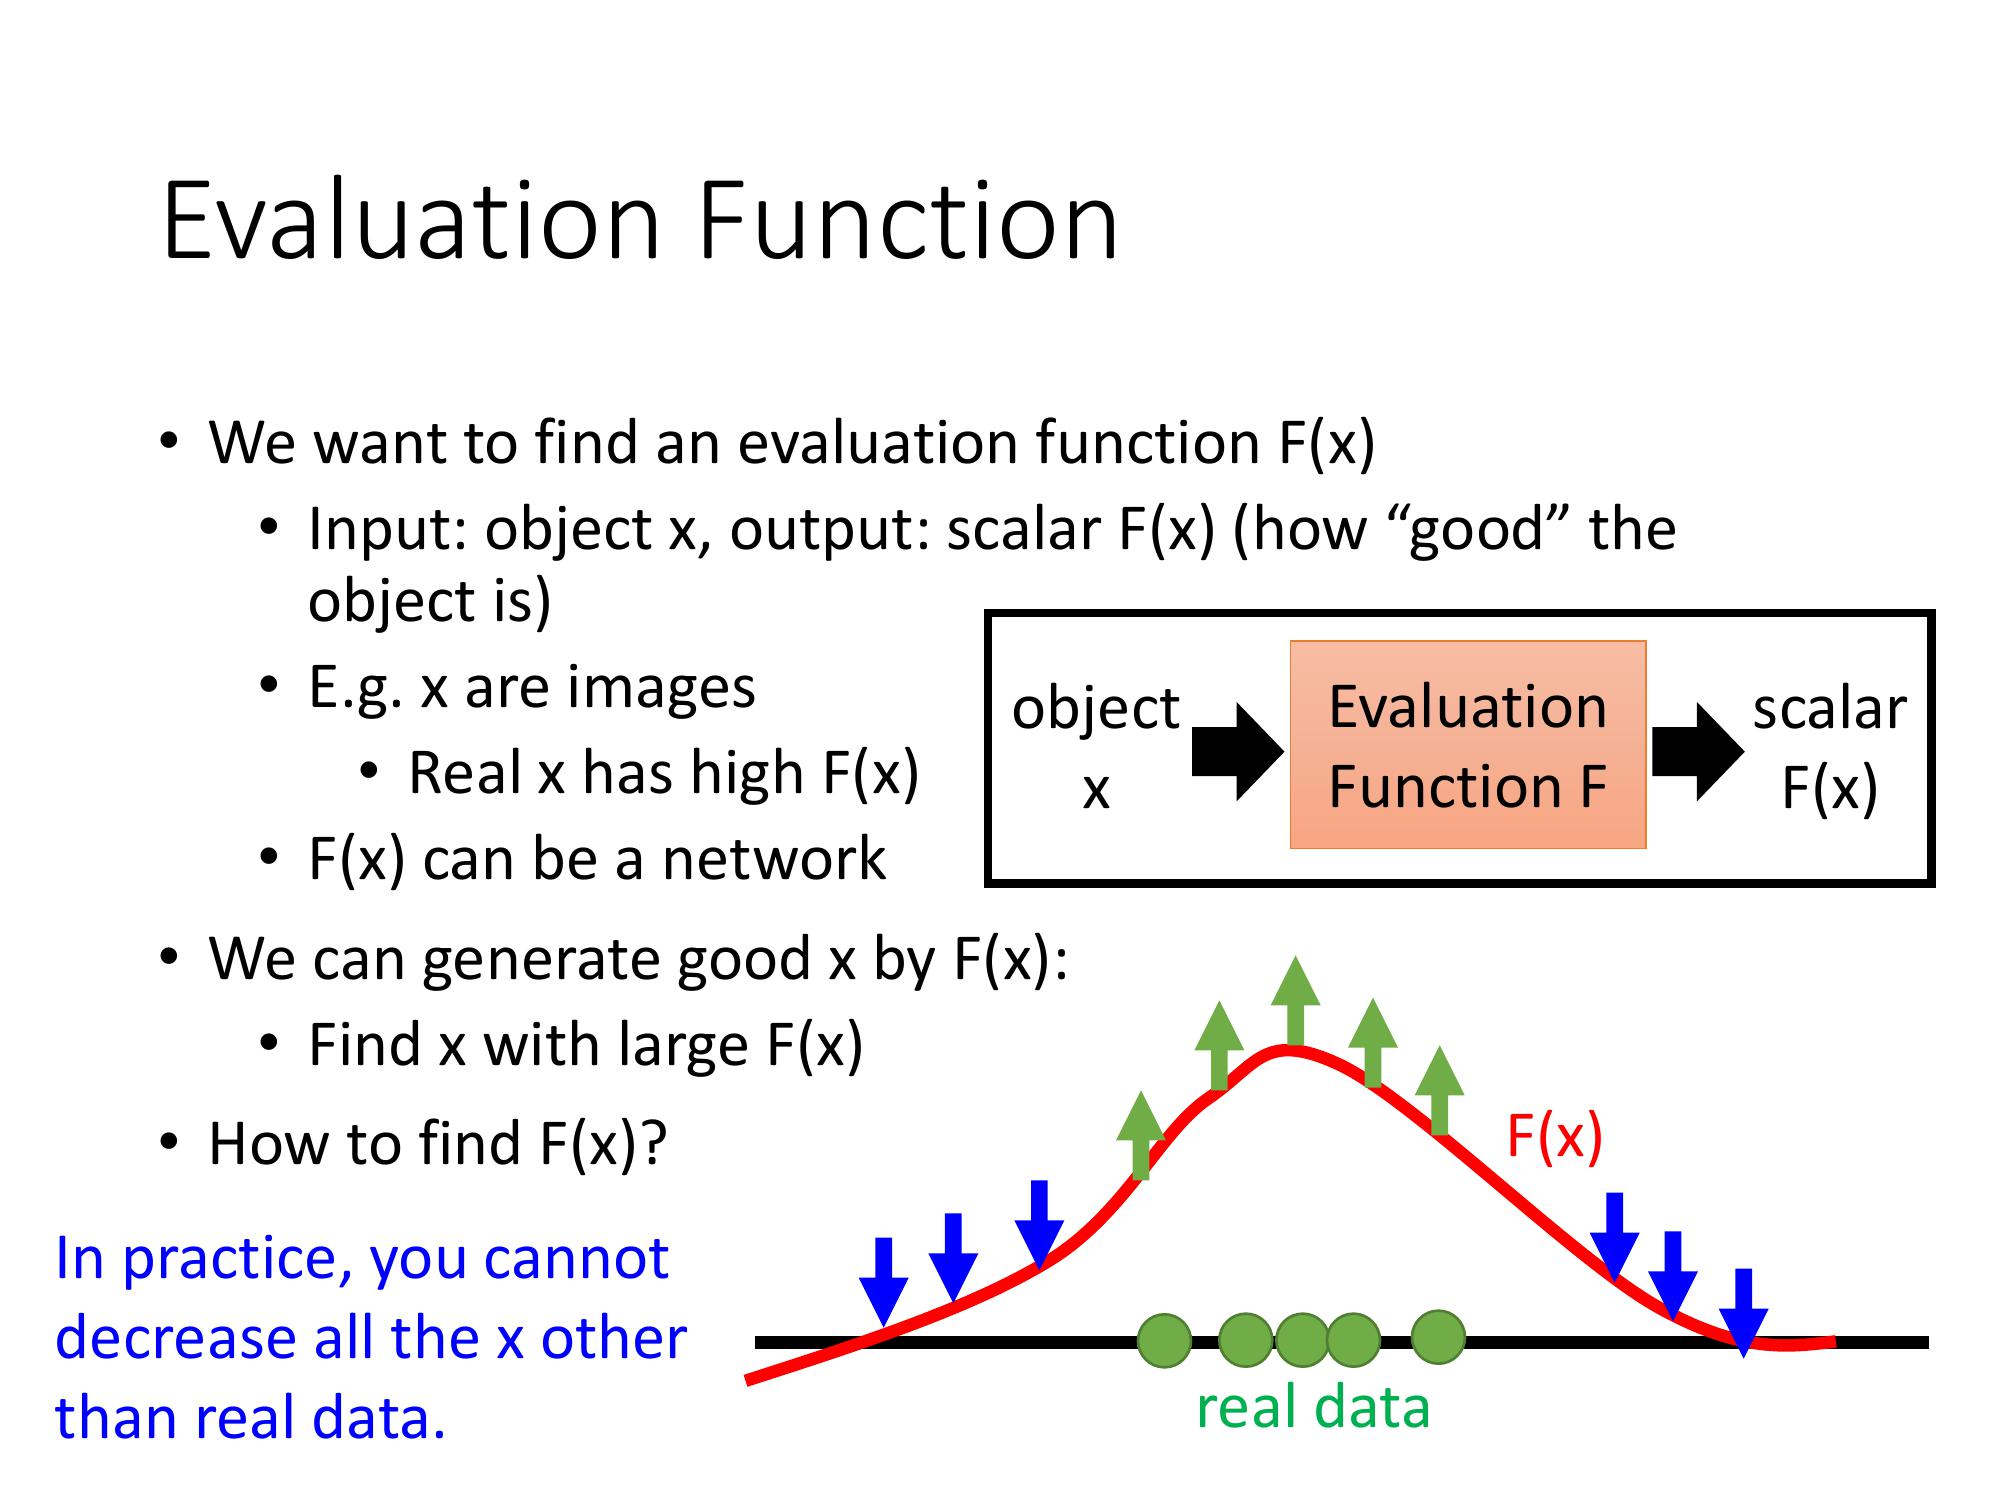 Evaluation Function
• We want to find an evaluation function F(x)
• Input: object x, output: scalar F(x) (how “good” the
object is)
• E.g. x are images
• Real x has high F(x)
• F(x) can be a network
object
x
Evaluation
Function F
scalar
F(x)
• We can generate good x by F(x):
• Find x with large F(x)
• How to find F(x)?
In practice, you cannot
decrease all the x other
than real data.
F(x)
real data